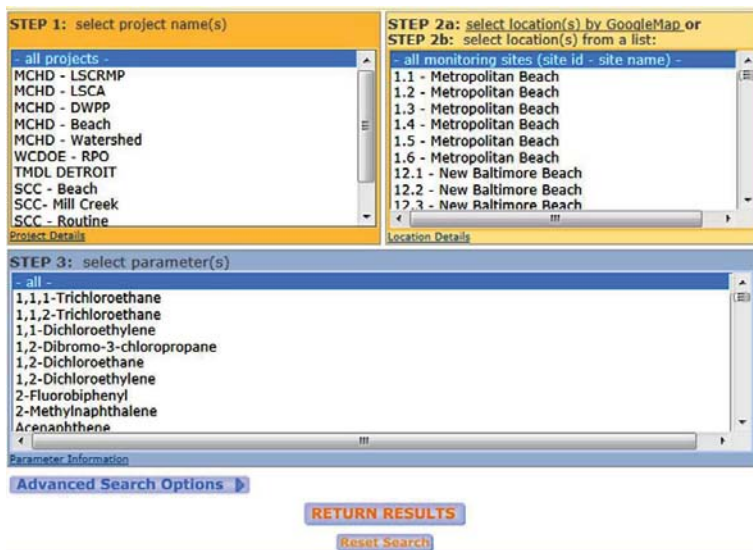 STEP 1: select project name(s)
- all projects -
MCHD - LSCRMP
MCHD - LSCA
MCHD - DWPP
MCHD - Beach
MCHD - Watershed
WCDOE - RPO
TMDL DETROIT
SCC - Beach
SCC- Mill Creek
SCC - Routine
Project Details
STEP 2a: select location(s) by GoogleMap or
STEP 2b: select location(s) from a list:
- all monitoring sites (site id - site name) -
1.1 - Metropolitan Beach
1.2 - Metropolitan Beach
1.3 - Metropolitan Beach
1.4 - Metropolitan Beach
1.5 - Metropolitan Beach
1.6 - Metropolitan Beach
12.1 - New Baltimore Beach
12.2 - New Baltimore Beach
12.3 - New Baltimore Beach
Location Details
STEP 3: select parameter(s)
- all -
1,1,1-Trichloroethane
1,1,2-Trichloroethane
1,1-Dichloroethylene
1,2-Dibromo-3-chloropropane
1,2-Dichloroethane
1,2-Dichloroethylene
2-Fluorobiphenyl
2-Methylnaphthalene
Acenaphthene
Parameter Information
Advanced Search Options
RETURN RESULTS
Reset Search